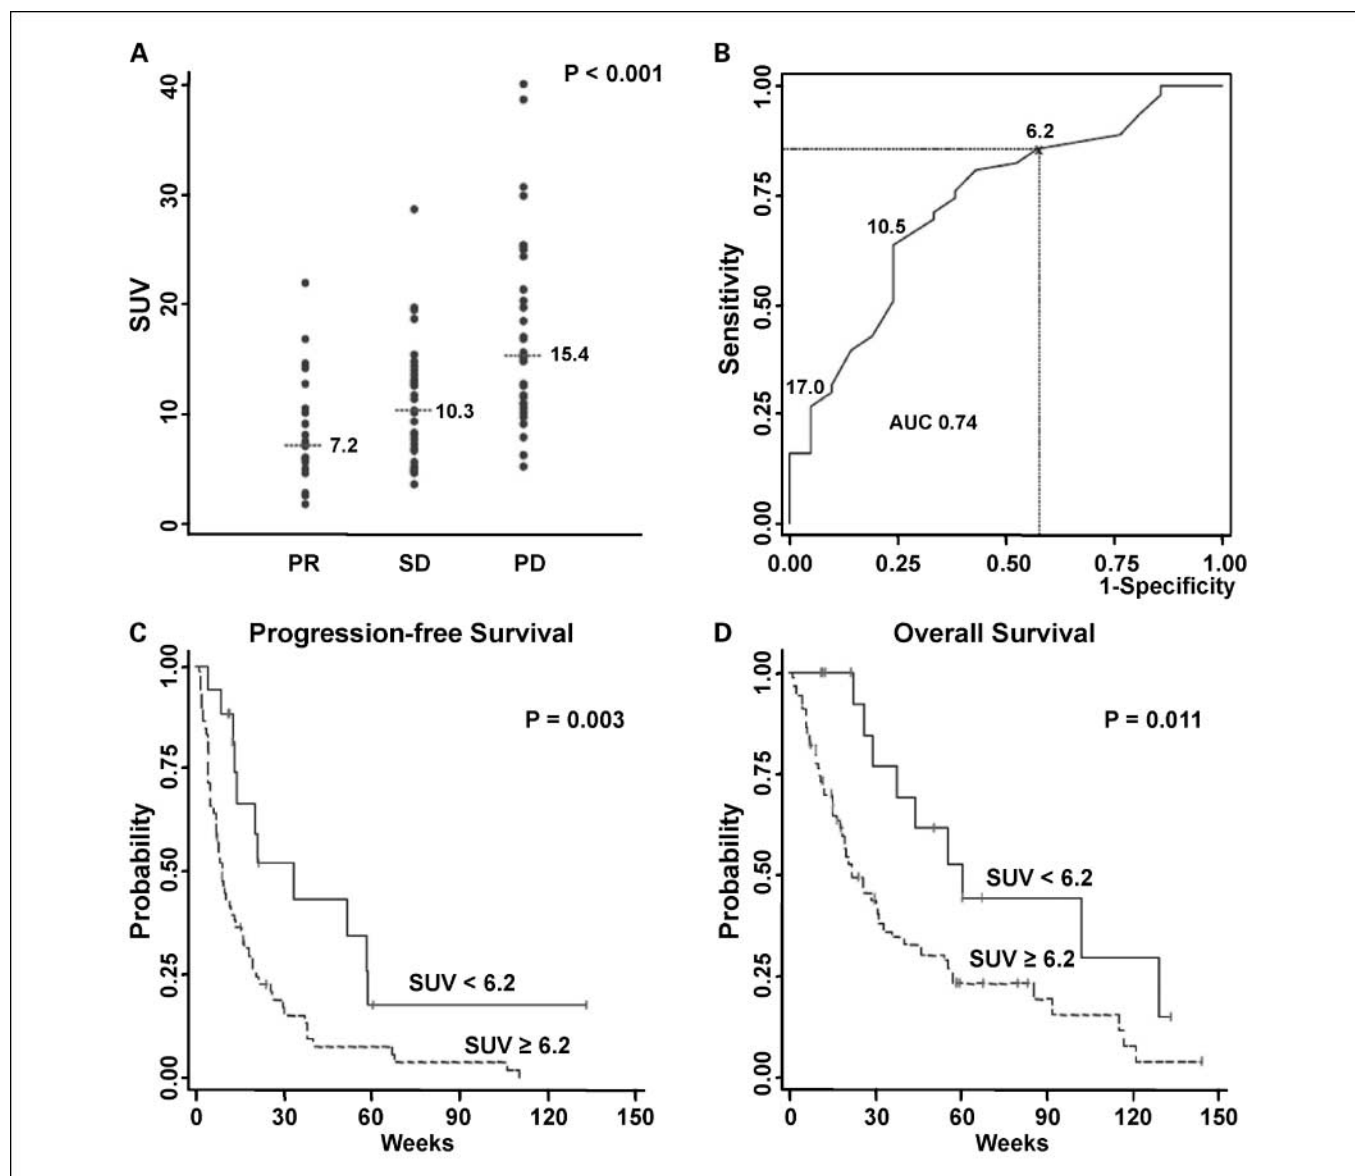 A
P < 0.001
SUV
40
30
20
10
0
7.2
10.3
15.4
PR SD PD
B
Sensitivity
1.00
0.75
0.50
0.25
0.00
6.2
10.5
17.0
AUC 0.74
0.00 0.25 0.50 0.75 1.00
1-Specificity
C Progression-free Survival
P = 0.003
Probability
1.00
0.75
0.50
0.25
0.00
SUV < 6.2
SUV ≥ 6.2
0 30 60 90 120 150
Weeks
D Overall Survival
P = 0.011
Probability
1.00
0.75
0.50
0.25
0.00
SUV < 6.2
SUV ≥ 6.2
0 30 60 90 120 150
Weeks